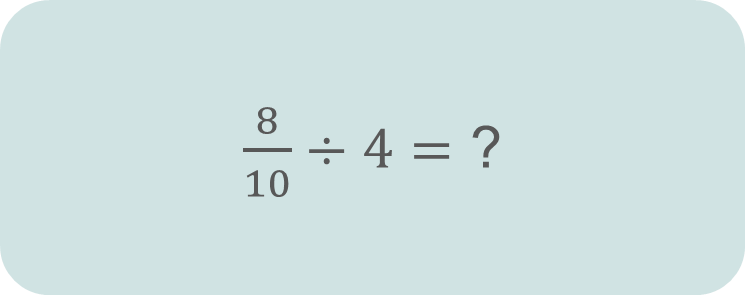 8/10 ÷ 4 = ?